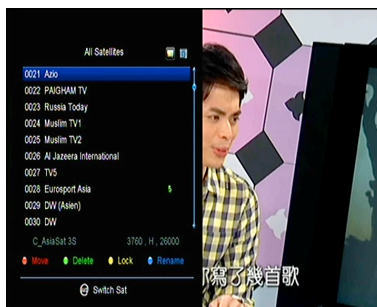 All Satellites
0021 Azio
0022 PAIGHAM TV
0023 Russia Today
0024 Muslim TV1
0025 Muslim TV2
0026 Al Jazeera International
0027 TV5
0028 Eurosport Asia $
0029 DW (Asien)
0030 DW
C_AsiaSat 3S 3760 , H , 26000
Move Delete Lock Rename
Switch Sat
寫了幾首歌